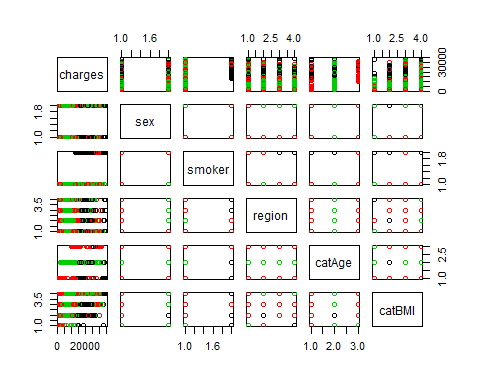 1.0 1.6 1.0 2.5 4.0 1.0 2.5 4.0
charges
0 30000
1.0 1.8
sex
smoker
1.0 1.8
1.0 3.5
region
catAge
1.0 2.5
1.0 3.5
catBMI
0 20000 1.0 1.6 1.0 2.0 3.0